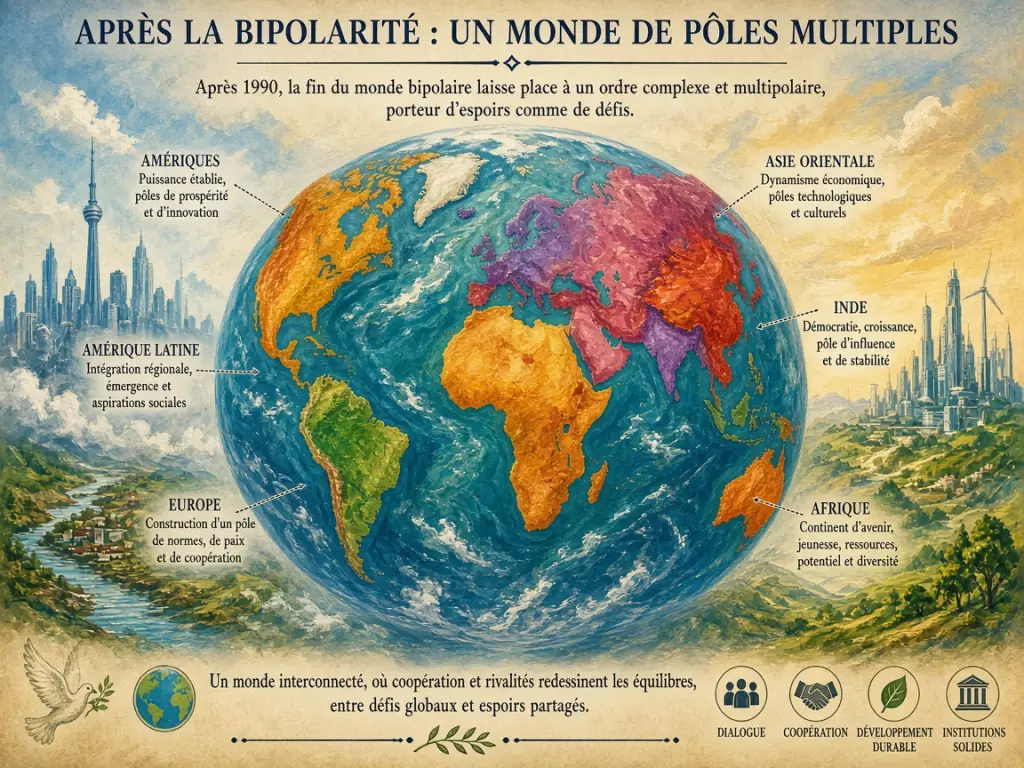 APRÈS LA BIPOLARITÉ : UN MONDE DE PÔLES MULTIPLES
Après 1990, la fin du monde bipolaire laisse place à un ordre complexe et multipolaire,
porteur d'espoirs comme de défis.
AMÉRIQUES
Puissance établie,
pôles de prospérité
et d'innovation
ASIE ORIENTALE
Dynamisme économique,
pôles technologiques
et culturels
AMÉRIQUE LATINE
Intégration régionale,
émergence et
aspirations sociales
INDE
Démocratie, croissance,
pôle d'influence
et de stabilité
EUROPE
Construction d'un pôle
de normes, de paix
et de coopération
AFRIQUE
Continent d'avenir,
jeunesse, ressources,
potentiel et diversité
Un monde interconnecté, où coopération et rivalités redessinent les équilibres,
entre défis globaux et espoirs partagés.
DIALOGUE
COOPÉRATION
DÉVELOPPEMENT
DURABLE
INSTITUTIONS
SOLIDES